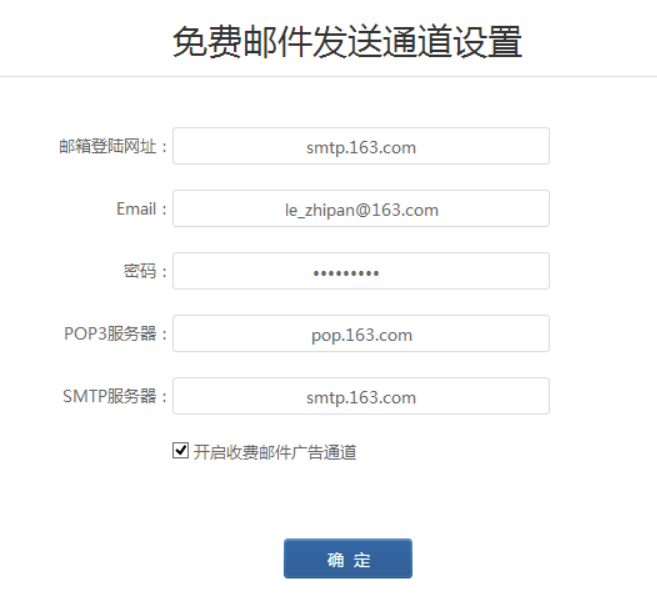 免费邮件发送通道设置
邮箱登陆网址： smtp.163.com
Email： le_zhipan@163.com
密码： •••••••••
POP3服务器： pop.163.com
SMTP服务器： smtp.163.com
开启收费邮件广告通道
确 定